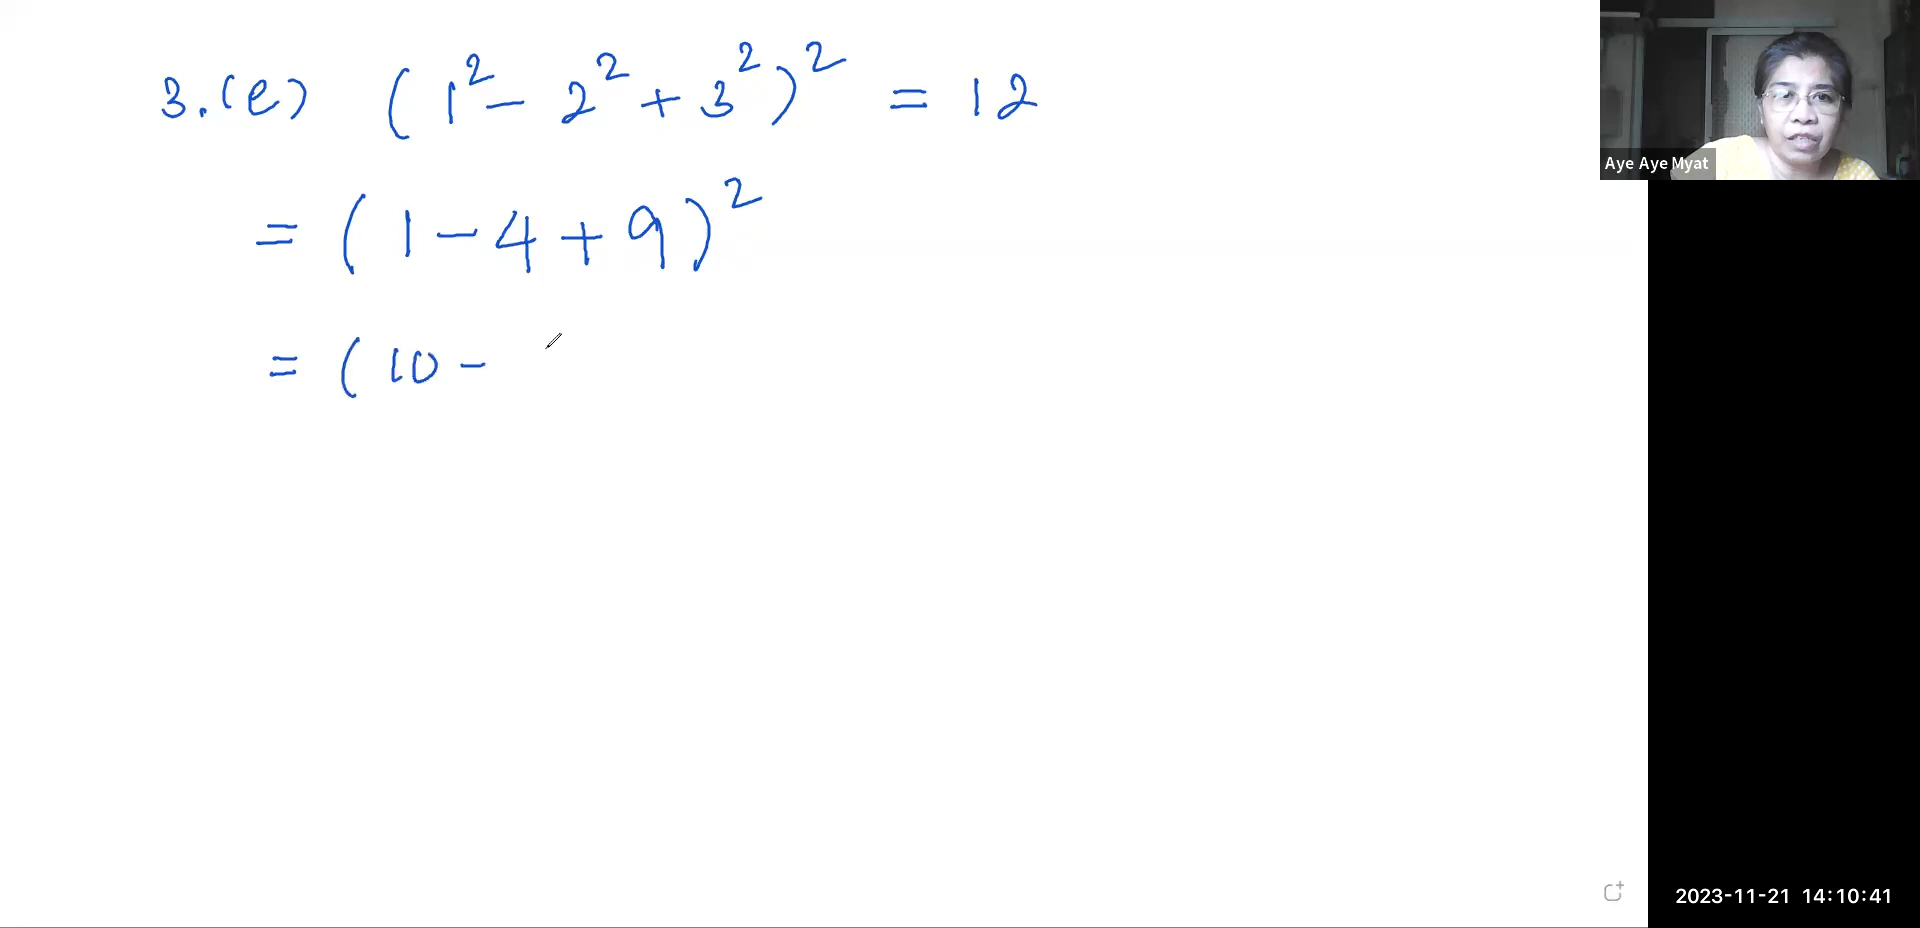 3.(e) (1² - 2² + 3²)² = 12
= (1 - 4 + 9)²
= (10 -
Aye Aye Myat
2023-11-21 14:10:41